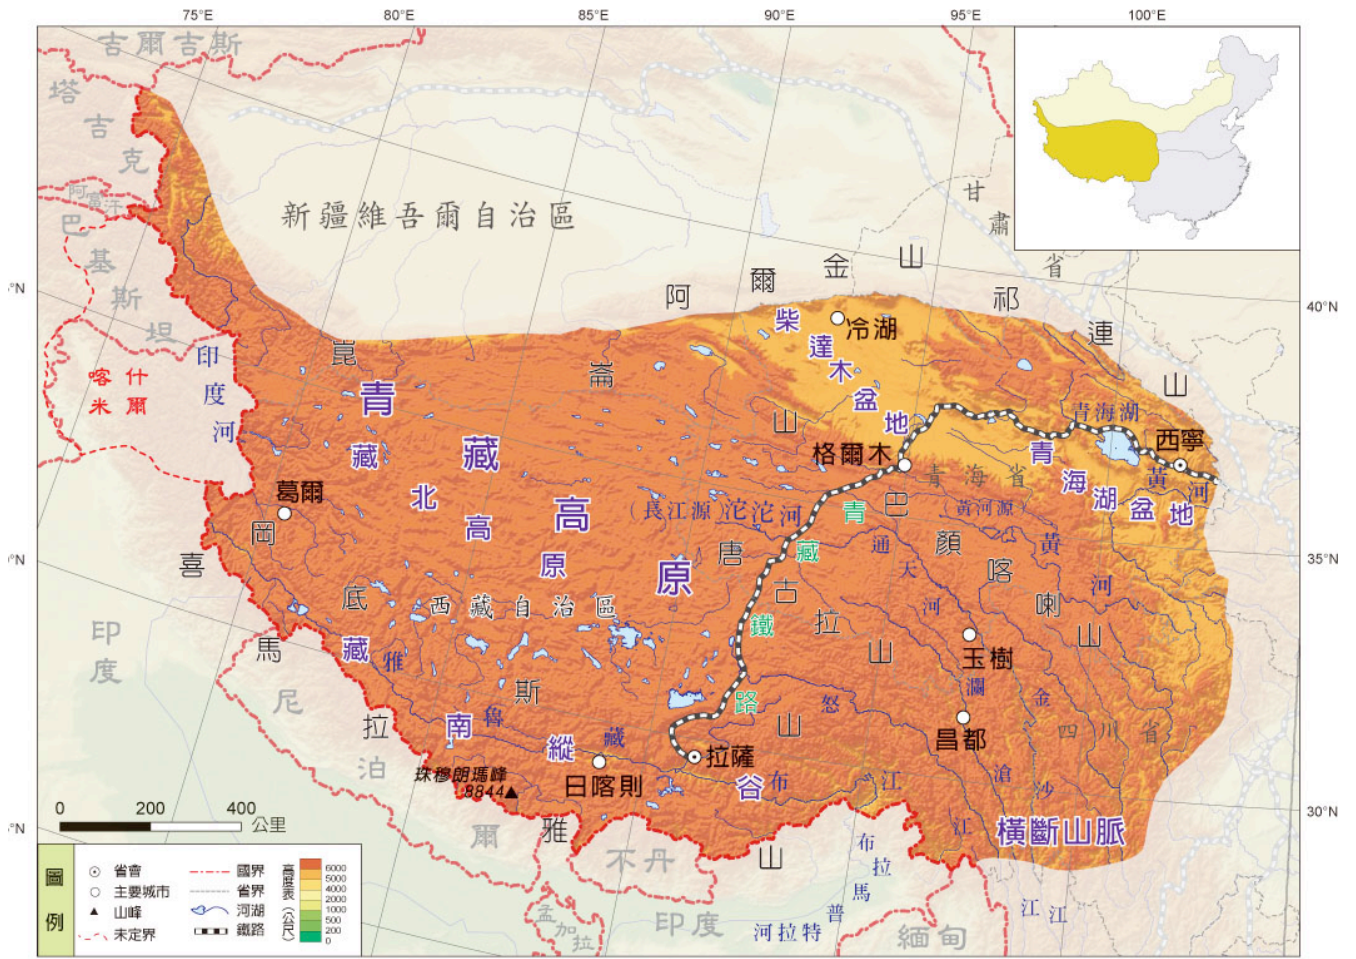 75°E
80°E
85°E
90°E
95°E
100°E
吉爾吉斯
塔吉克
阿富汗
巴基斯坦
喀什
米爾
印度河
新疆維吾爾自治區
甘肅省
阿爾金山
祁連山
40°N
35°N
30°N
°N
°N
°N
崑崙山
柴達木盆地
冷湖
青藏高原
藏北高原
格爾木
青海省
青海湖
西寧
黃河
青海湖盆地
葛爾
岡底斯山
喜馬拉雅山
(長江源)沱沱河
(黃河源)
黃河
青藏鐵路
通天河
巴顏喀喇山
唐古拉山
西藏自治區
藏南縱谷
雅魯藏布江
怒江
瀾滄江
金沙江
玉樹
昌都
四川省
拉薩
日喀則
珠穆朗瑪峰
8844
橫斷山脈
印度
尼泊爾
不丹
孟加拉
印度
緬甸
布拉馬普
河拉特
0 200 400 公里
圖例
省會
主要城市
山峰
未定界
國界
省界
河湖
鐵路
高度表(公尺)
6000
5000
4000
2000
1000
500
200
0